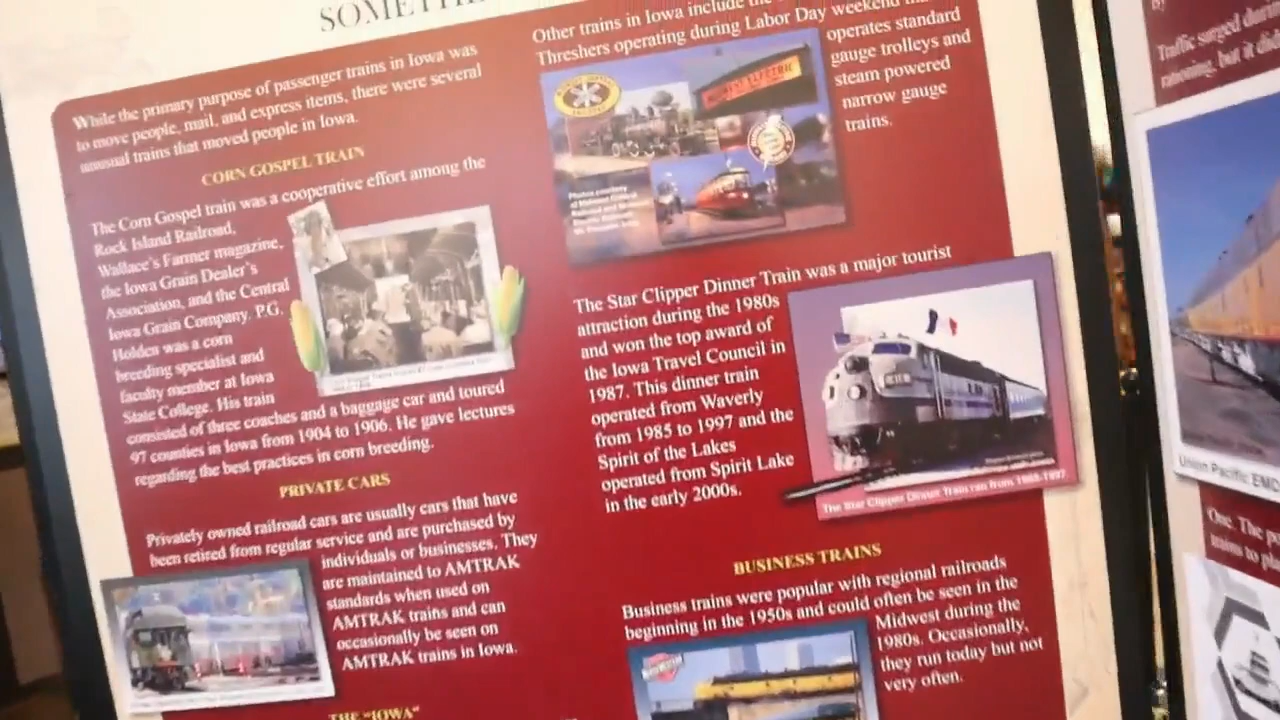 SOMETHI
While the primary purpose of passenger trains in Iowa was
to move people, mail, and express items, there were several
unusual trains that moved people in Iowa.
CORN GOSPEL TRAIN
The Corn Gospel train was a cooperative effort among the
Rock Island Railroad,
Wallace's Farmer magazine,
the Iowa Grain Dealer's
Association, and the Central
Iowa Grain Company. P.G.
Holden was a corn
breeding specialist and
faculty member at Iowa
State College. His train
consisted of three coaches and a baggage car and toured
97 counties in Iowa from 1904 to 1906. He gave lectures
regarding the best practices in corn breeding.
PRIVATE CARS
Privately owned railroad cars are usually cars that have
been retired from regular service and are purchased by
individuals or businesses. They
are maintained to AMTRAK
standards when used on
AMTRAK trains and can
occasionally be seen on
AMTRAK trains in Iowa.
THE "IOWA"
Other trains in Iowa include the
Threshers operating during Labor Day weekend
operates standard
gauge trolleys and
steam powered
narrow gauge
trains.
MIDWEST ELECTRIC
The Star Clipper Dinner Train was a major tourist
attraction during the 1980s
and won the top award of
the Iowa Travel Council in
1987. This dinner train
operated from Waverly
from 1985 to 1997 and the
Spirit of the Lakes
operated from Spirit Lake
in the early 2000s.
The Star Clipper Dinner Train ran from 1985-1997
BUSINESS TRAINS
Business trains were popular with regional railroads
beginning in the 1950s and could often be seen in the
Midwest during the
1980s. Occasionally,
they run today but not
very often.
Traffic surged durin
rationing, but it did
Union Pacific EMD
One. The
trains to